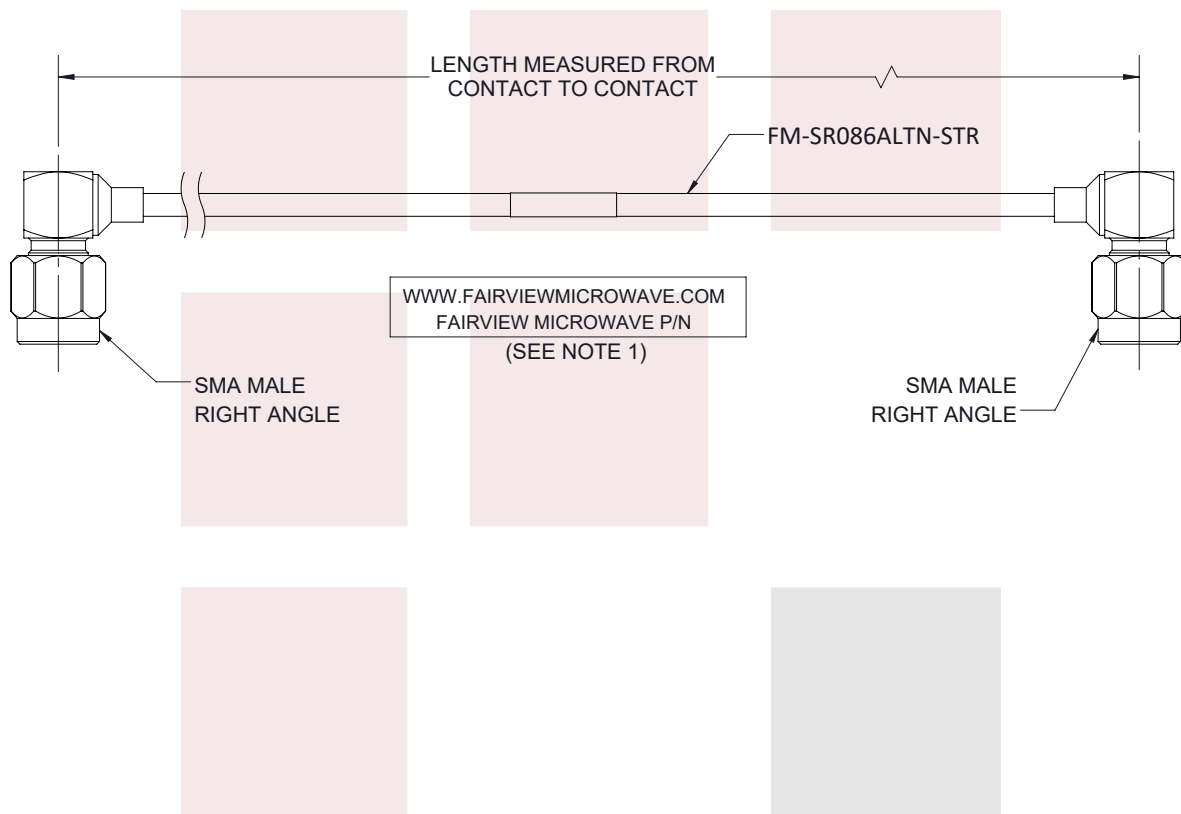 LENGTH MEASURED FROM
CONTACT TO CONTACT
FM-SR086ALTN-STR
WWW.FAIRVIEWMICROWAVE.COM
FAIRVIEW MICROWAVE P/N
(SEE NOTE 1)
SMA MALE
RIGHT ANGLE
SMA MALE
RIGHT ANGLE